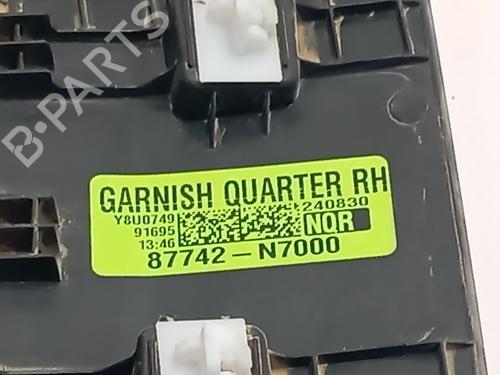 B-PARTS
GARNISH QUARTER RH
Y8U0749
240830
91695
NQR
13:46
87742-N7000